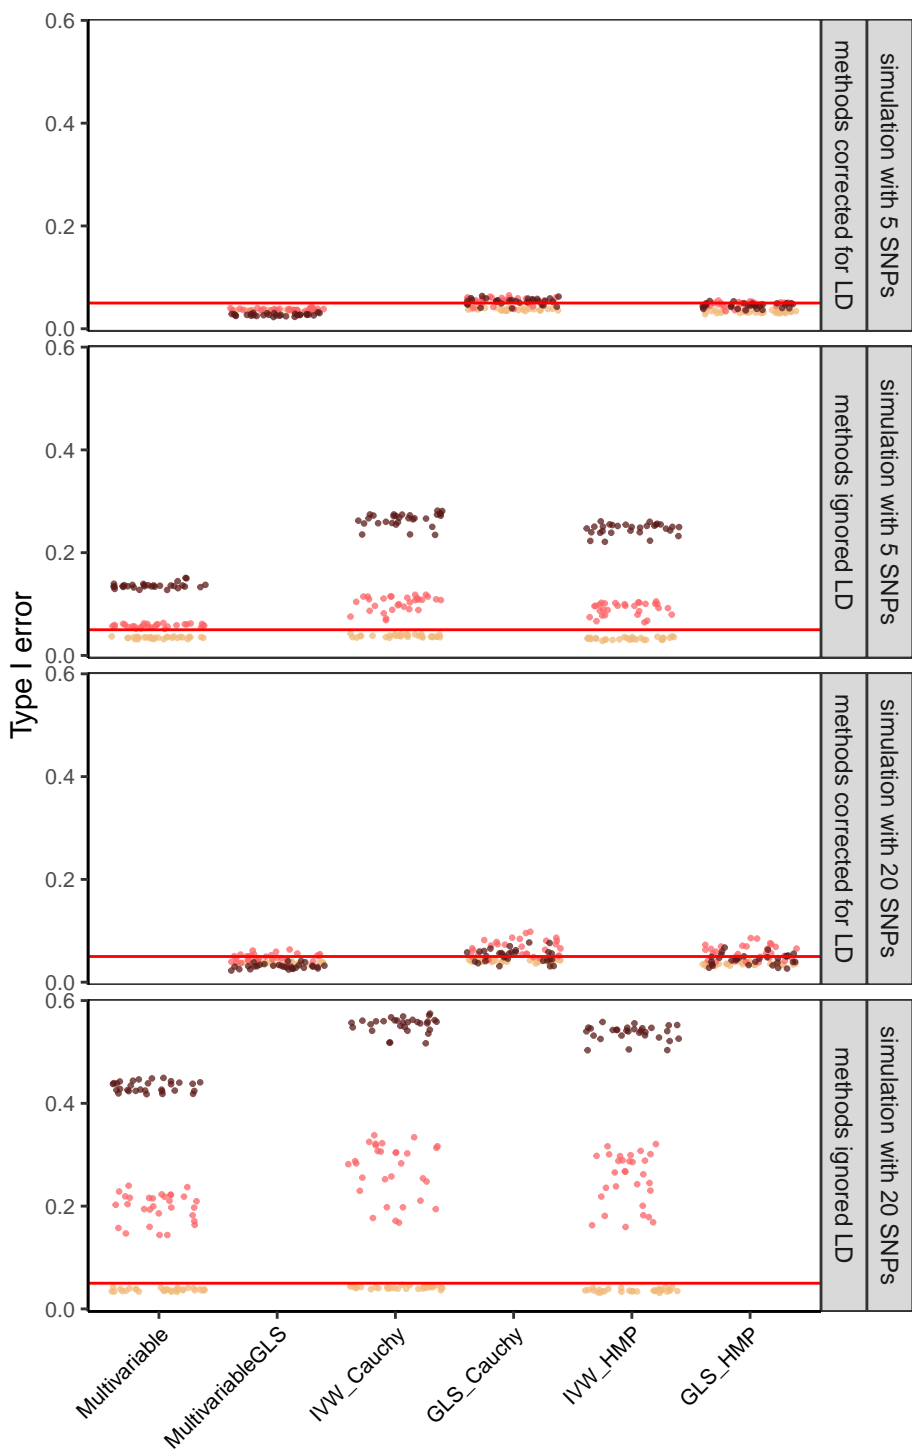 Type I error
0.6
0.4
0.2
0.0
methods corrected for LD
simulation with 5 SNPs
0.6
0.4
0.2
0.0
methods ignored LD
simulation with 5 SNPs
0.6
0.4
0.2
0.0
methods corrected for LD
simulation with 20 SNPs
0.6
0.4
0.2
0.0
methods ignored LD
simulation with 20 SNPs
Multivariable
MultivariableGLS
IVW_Cauchy
GLS_Cauchy
IVW_HMP
GLS_HMP